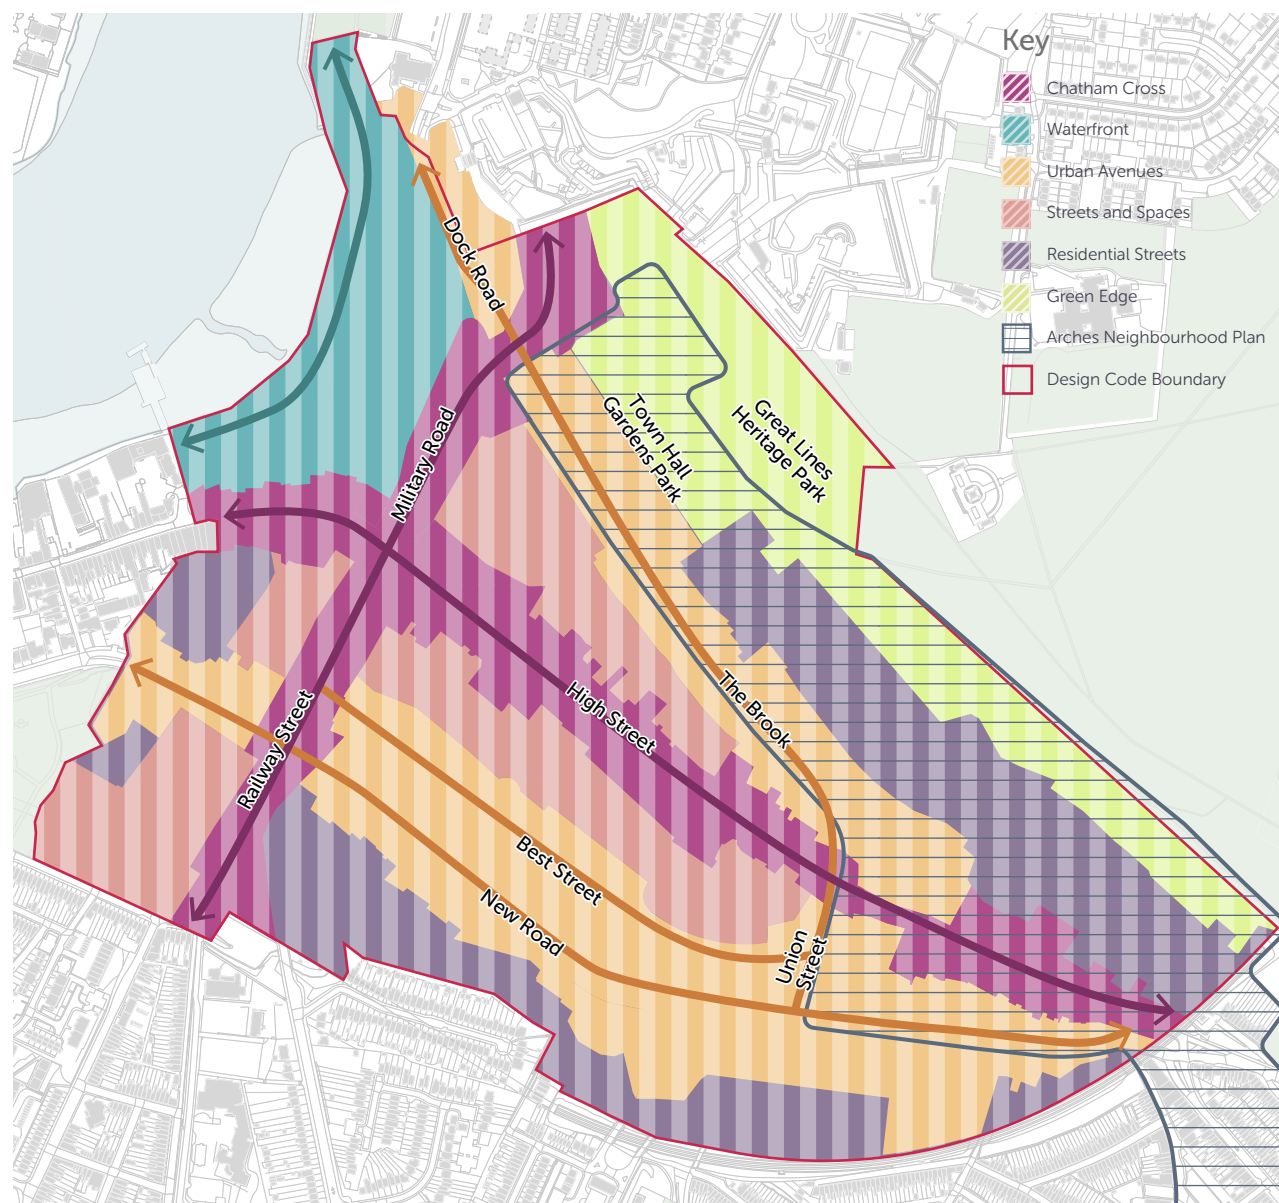 Key
Chatham Cross
Waterfront
Urban Avenues
Streets and Spaces
Residential Streets
Green Edge
Arches Neighbourhood Plan
Design Code Boundary
Dock Road
Military Road
Town Hall
Gardens Park
Great Lines
Heritage Park
High Street
The Brook
Railway Street
Best Street
New Road
Union
Street